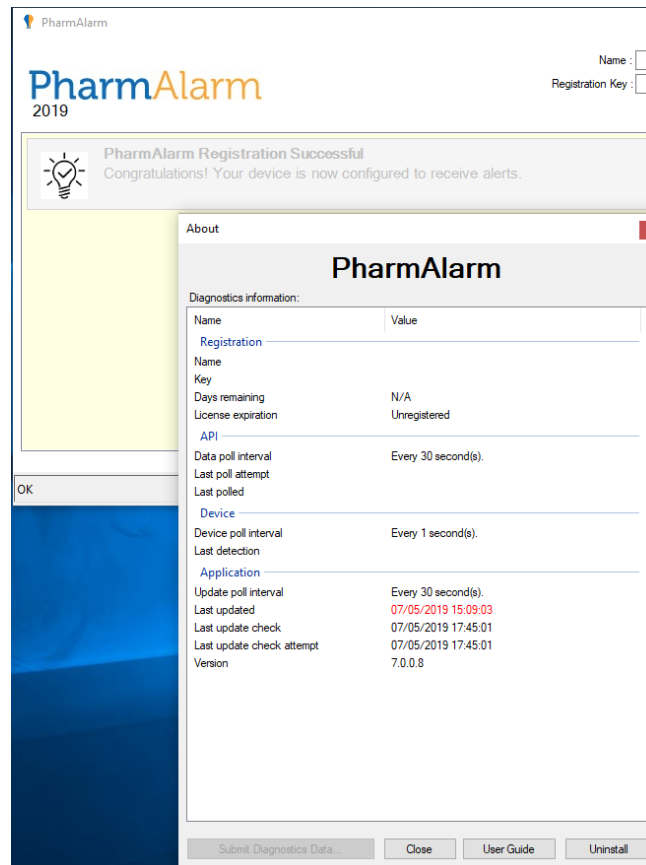 PharmAlarm
Name :
PharmAlarm
2019
Registration Key :
PharmAlarm Registration Successful
Congratulations! Your device is now configured to receive alerts.
About
PharmAlarm
Diagnostics information:
Name Value
Registration
Name
Key
Days remaining N/A
License expiration Unregistered
API
Data poll interval Every 30 second(s).
Last poll attempt
Last polled
Device
Device poll interval Every 1 second(s).
Last detection
Application
Update poll interval Every 30 second(s).
Last updated 07/05/2019 15:09:03
Last update check 07/05/2019 17:45:01
Last update check attempt 07/05/2019 17:45:01
Version 7.0.0.8
OK
Submit Diagnostics Data... Close User Guide Uninstall